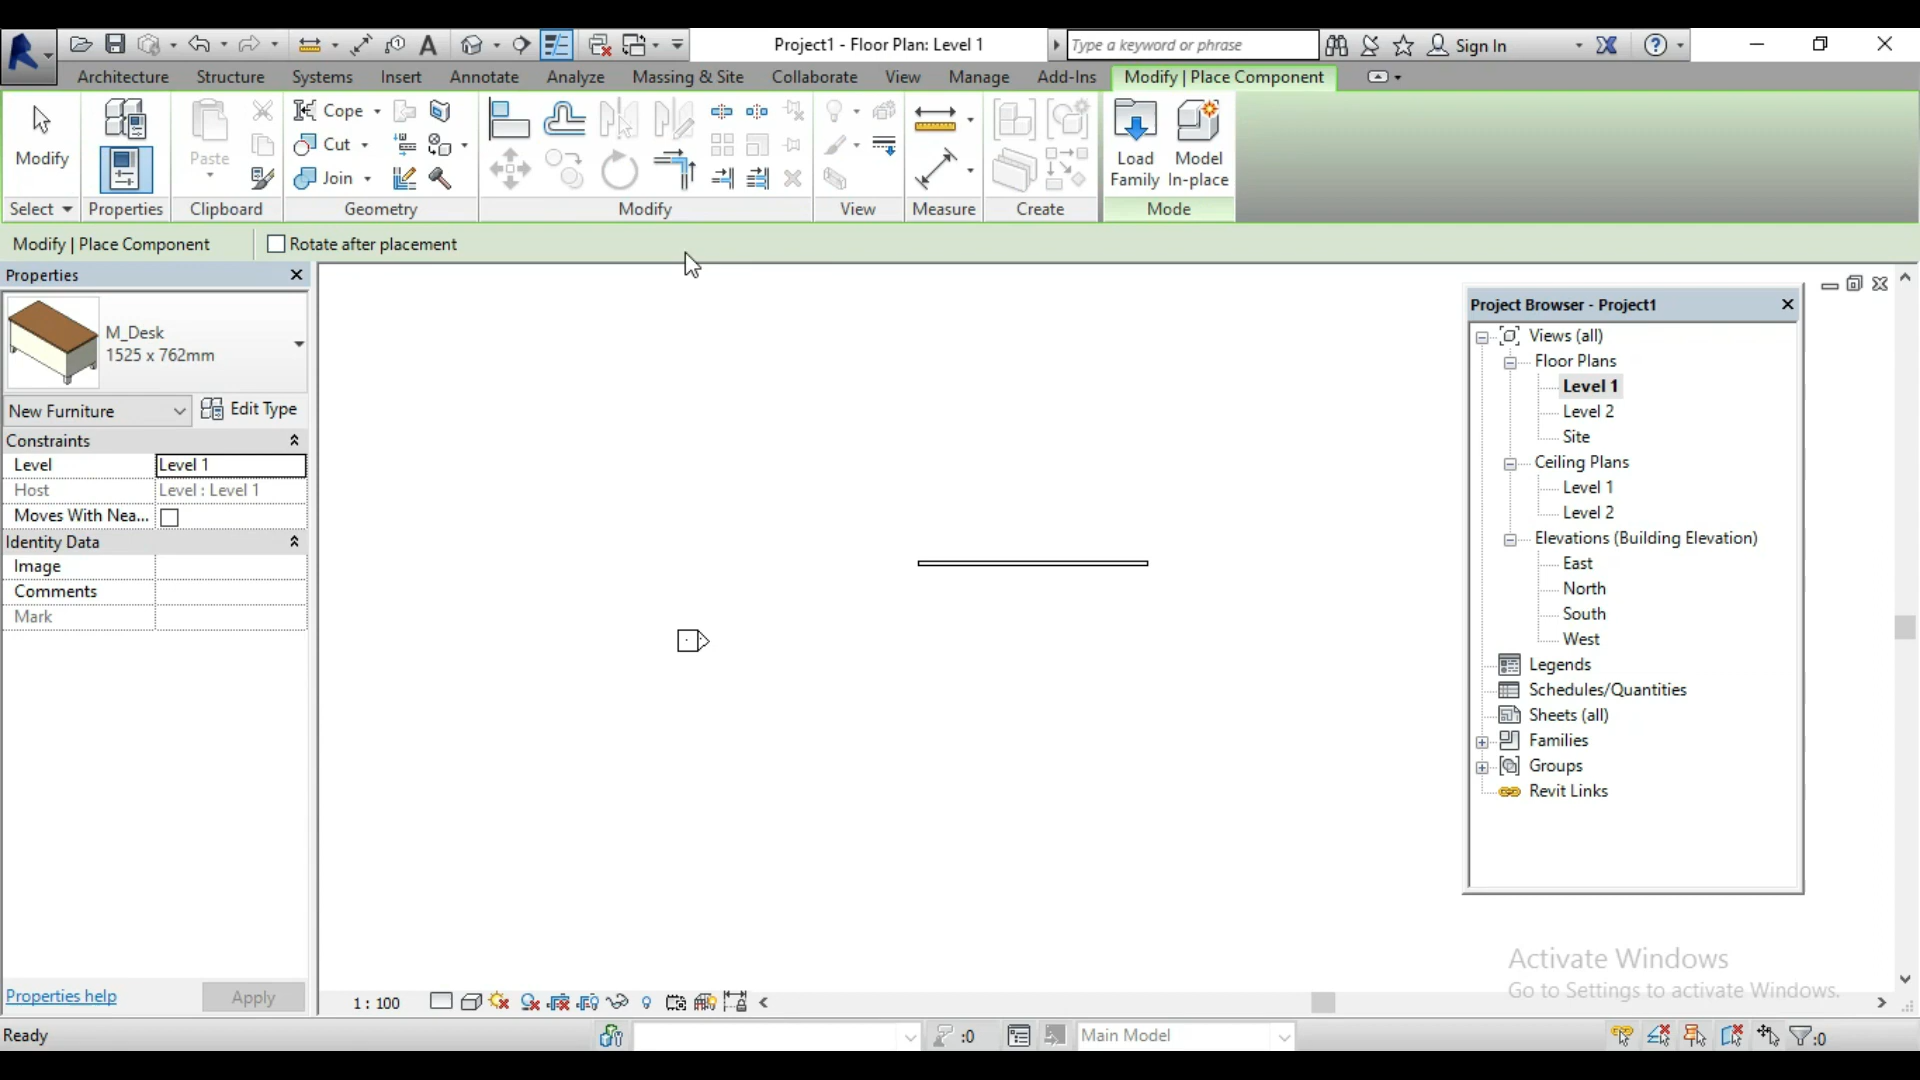 Project1 - Floor Plan: Level 1
Type a keyword or phrase
Sign In
Architecture Structure Systems Insert Annotate Analyze Massing & Site Collaborate View Manage Add-Ins Modify | Place Component
Modify
Paste
Cope
Cut
Join
Load Family
Model In-place
Select Properties Clipboard Geometry Modify View Measure Create Mode
Modify | Place Component
Rotate after placement
Properties
M_Desk
1525 x 762mm
New Furniture
Edit Type
Constraints
Level Level 1
Host Level : Level 1
Moves With Nea...
Identity Data
Image
Comments
Mark
Properties help
Apply
Project Browser - Project1
Views (all)
Floor Plans
Level 1
Level 2
Site
Ceiling Plans
Level 1
Level 2
Elevations (Building Elevation)
East
North
South
West
Legends
Schedules/Quantities
Sheets (all)
Families
Groups
Revit Links
Activate Windows
Go to Settings to activate Windows.
1 : 100
Ready
:0
Main Model
:0